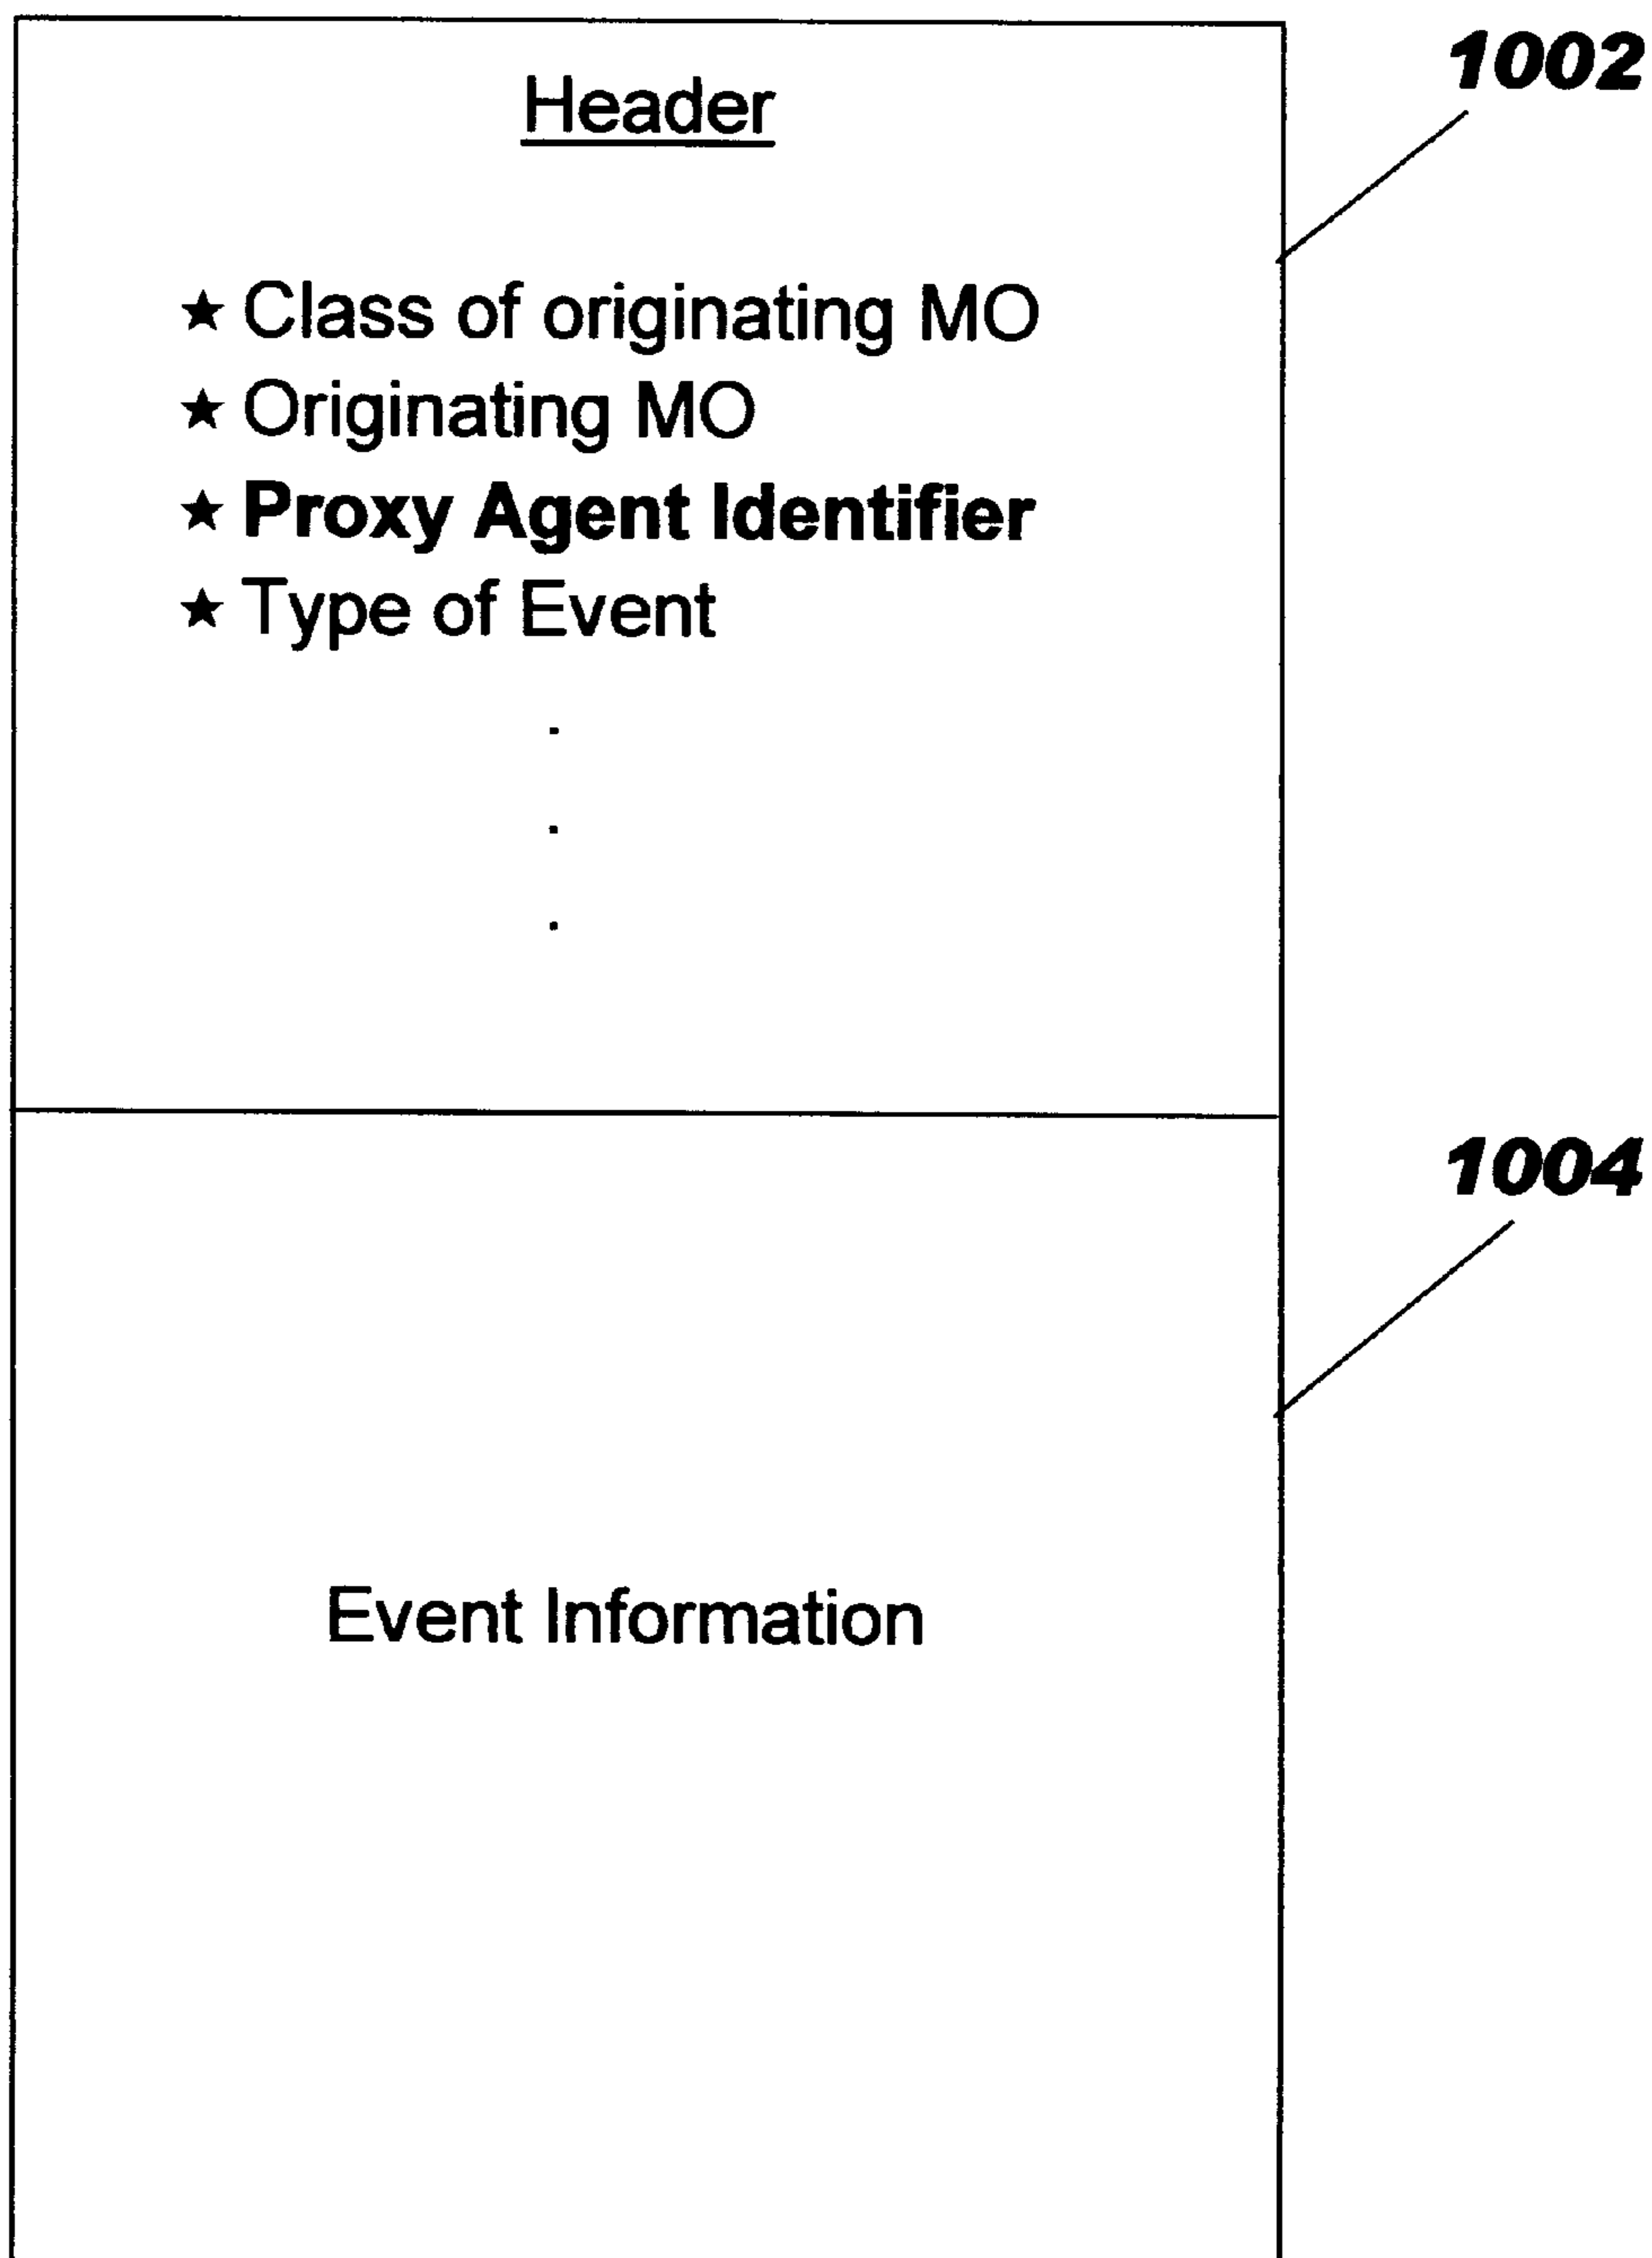 1002
Header
★ Class of originating MO
★ Originating MO
★ Proxy Agent Identifier
★ Type of Event
.
.
.
1004
Event Information